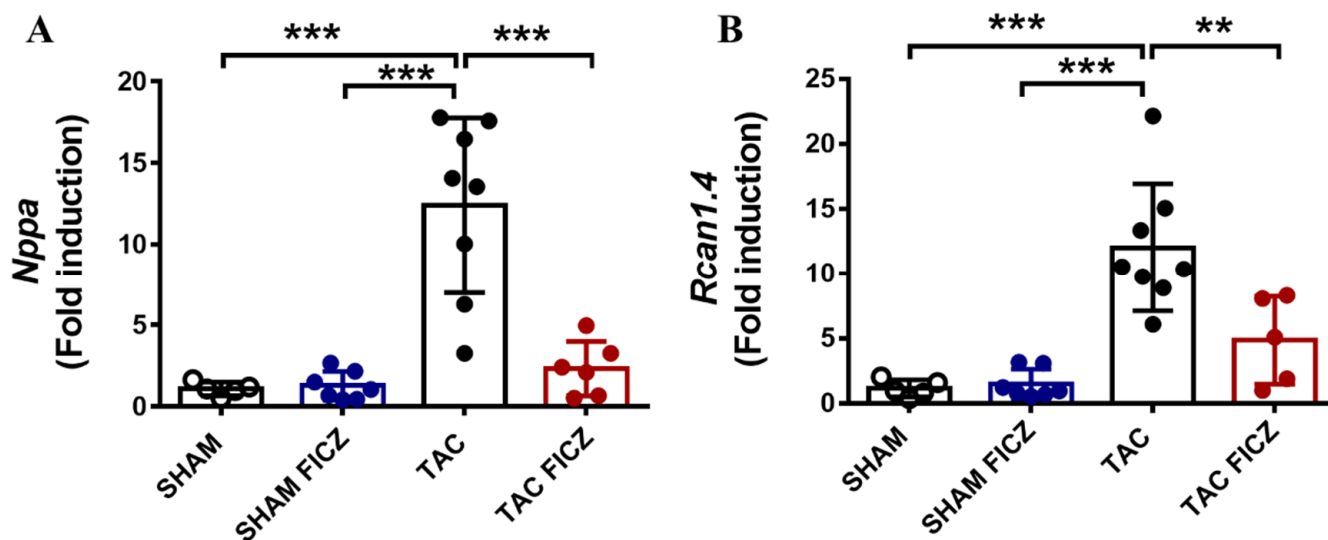 A
*** ***
***
Nppa
(Fold induction)
20
15
10
5
0
SHAM
SHAM FICZ
TAC
TAC FICZ
B
*** **
***
Rcan1.4
(Fold induction)
25
20
15
10
5
0
SHAM
SHAM FICZ
TAC
TAC FICZ